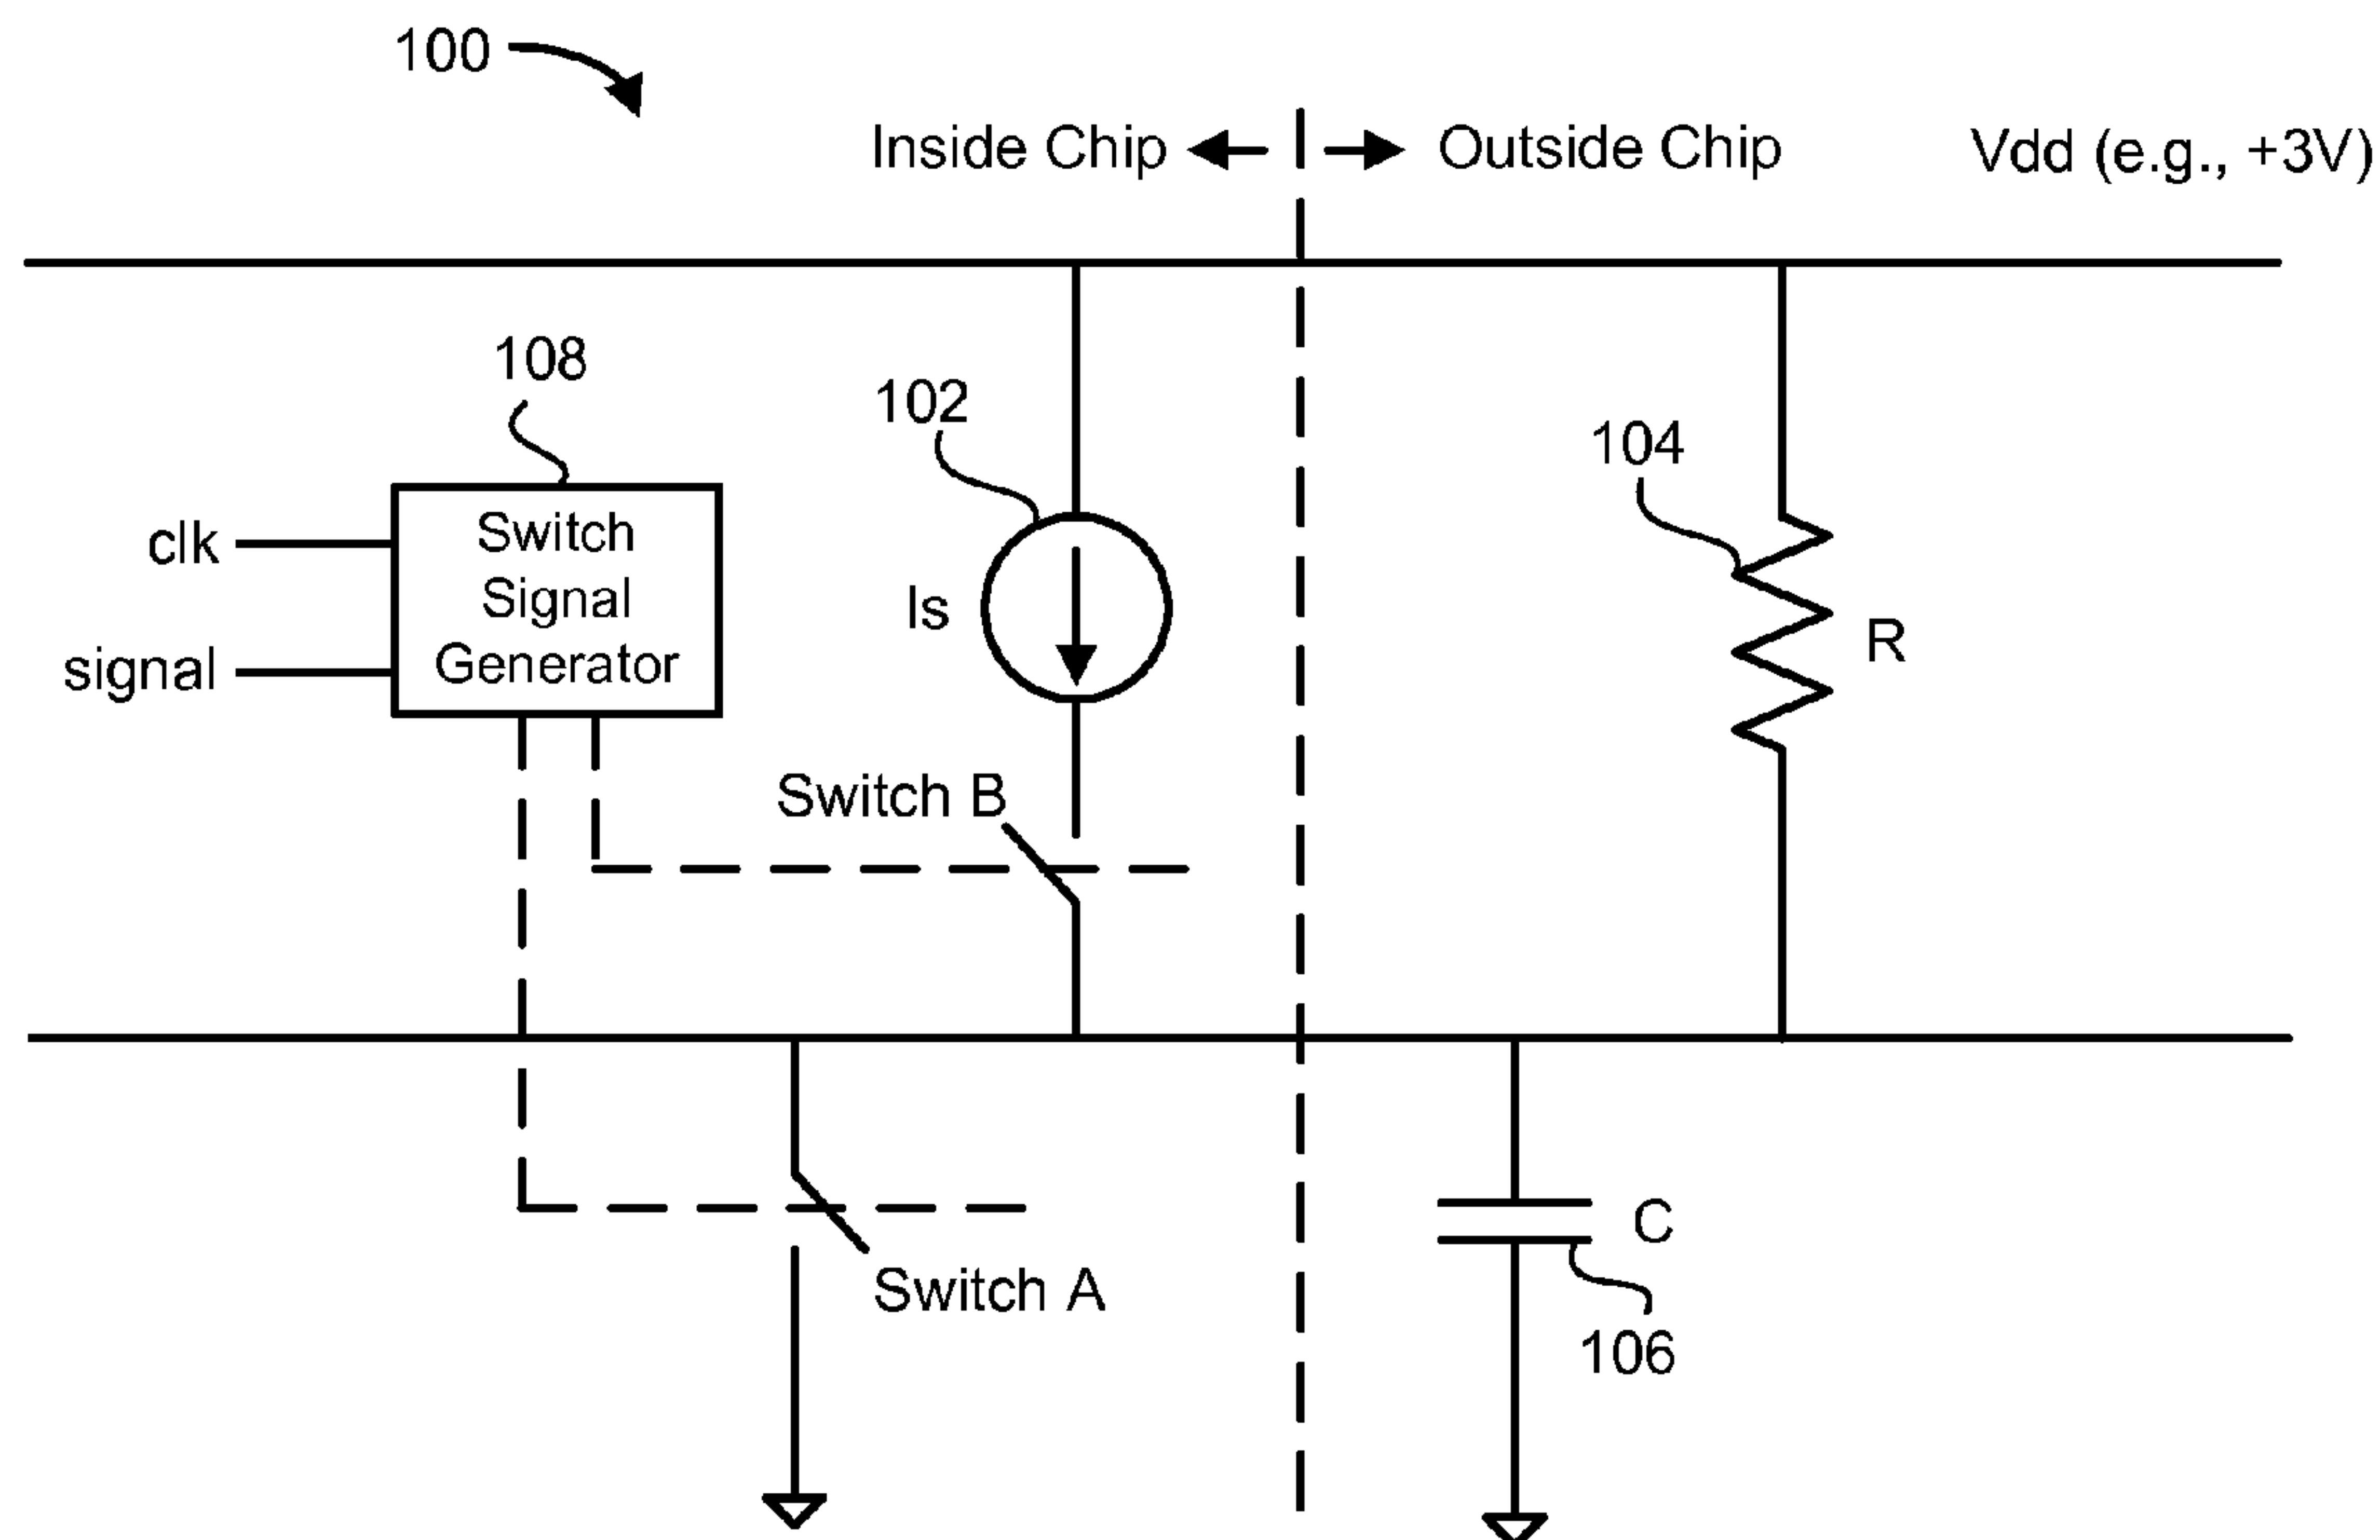 100
Inside Chip
Outside Chip
Vdd (e.g., +3V)
108
102
104
clk
signal
Switch
Signal
Generator
Is
R
Switch B
Switch A
C
106